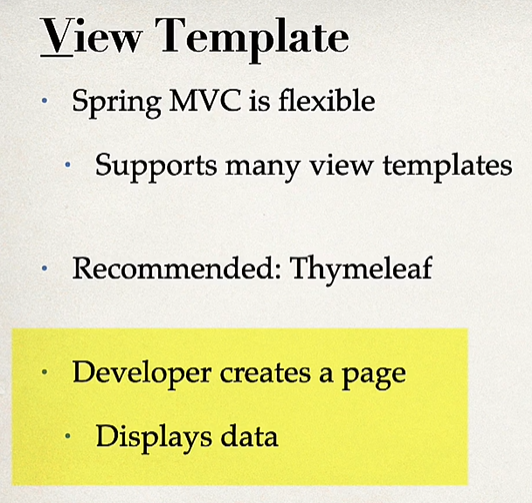 View Template
• Spring MVC is flexible
• Supports many view templates
• Recommended: Thymeleaf
• Developer creates a page
• Displays data